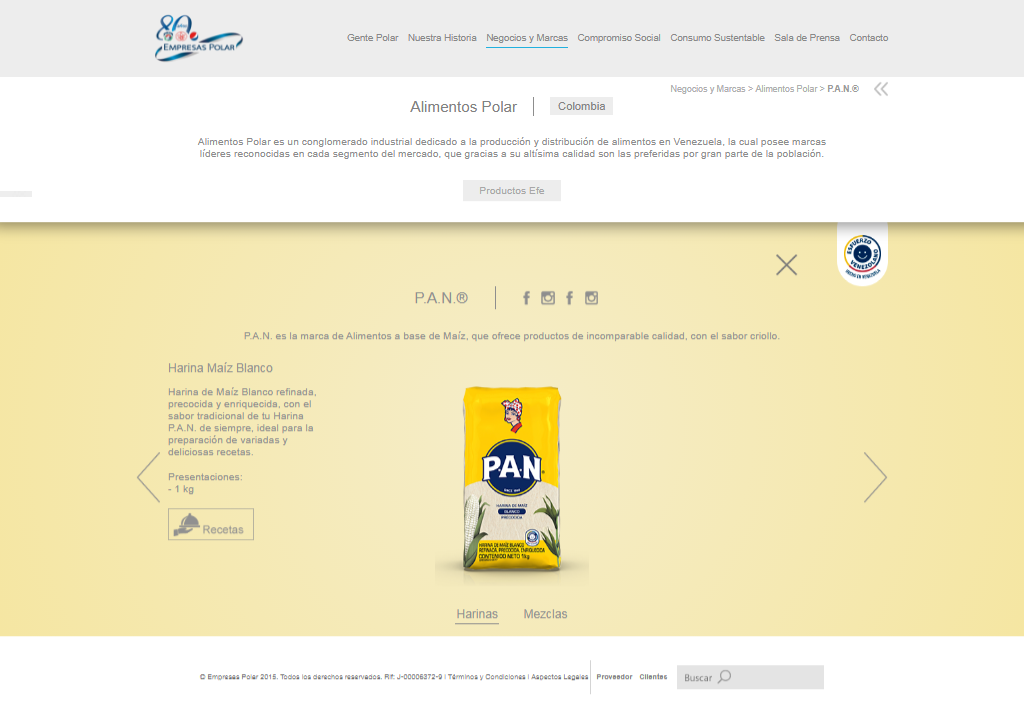 80 años
EMPRESAS POLAR
Gente Polar Nuestra Historia Negocios y Marcas Compromiso Social Consumo Sustentable Sala de Prensa Contacto
Negocios y Marcas > Alimentos Polar > P.A.N.®
Alimentos Polar | Colombia
Alimentos Polar es un conglomerado industrial dedicado a la producción y distribución de alimentos en Venezuela, la cual posee marcas
líderes reconocidas en cada segmento del mercado, que gracias a su altísima calidad son las preferidas por gran parte de la población.
Productos Efe
ESFUERZO
VENEZOLANO
HECHO EN VENEZUELA
P.A.N.®
P.A.N. es la marca de Alimentos a base de Maíz, que ofrece productos de incomparable calidad, con el sabor criollo.
Harina Maíz Blanco
Harina de Maíz Blanco refinada,
precocida y enriquecida, con el
sabor tradicional de tu Harina
P.A.N. de siempre, ideal para la
preparación de variadas y
deliciosas recetas.
Presentaciones:
- 1 kg
Recetas
P.A.N.
SINCE 1960
HARINA DE MAÍZ
BLANCO
PRECOCIDA
HARINA DE MAÍZ BLANCO
REFINADA, PRECOCIDA, ENRIQUECIDA
CONTENIDO NETO 1kg
Harinas Mezclas
© Empresas Polar 2016. Todos los derechos reservados. Rif: J-00006372-9 | Términos y Condiciones | Aspectos Legales | Proveedor Clientes
Buscar